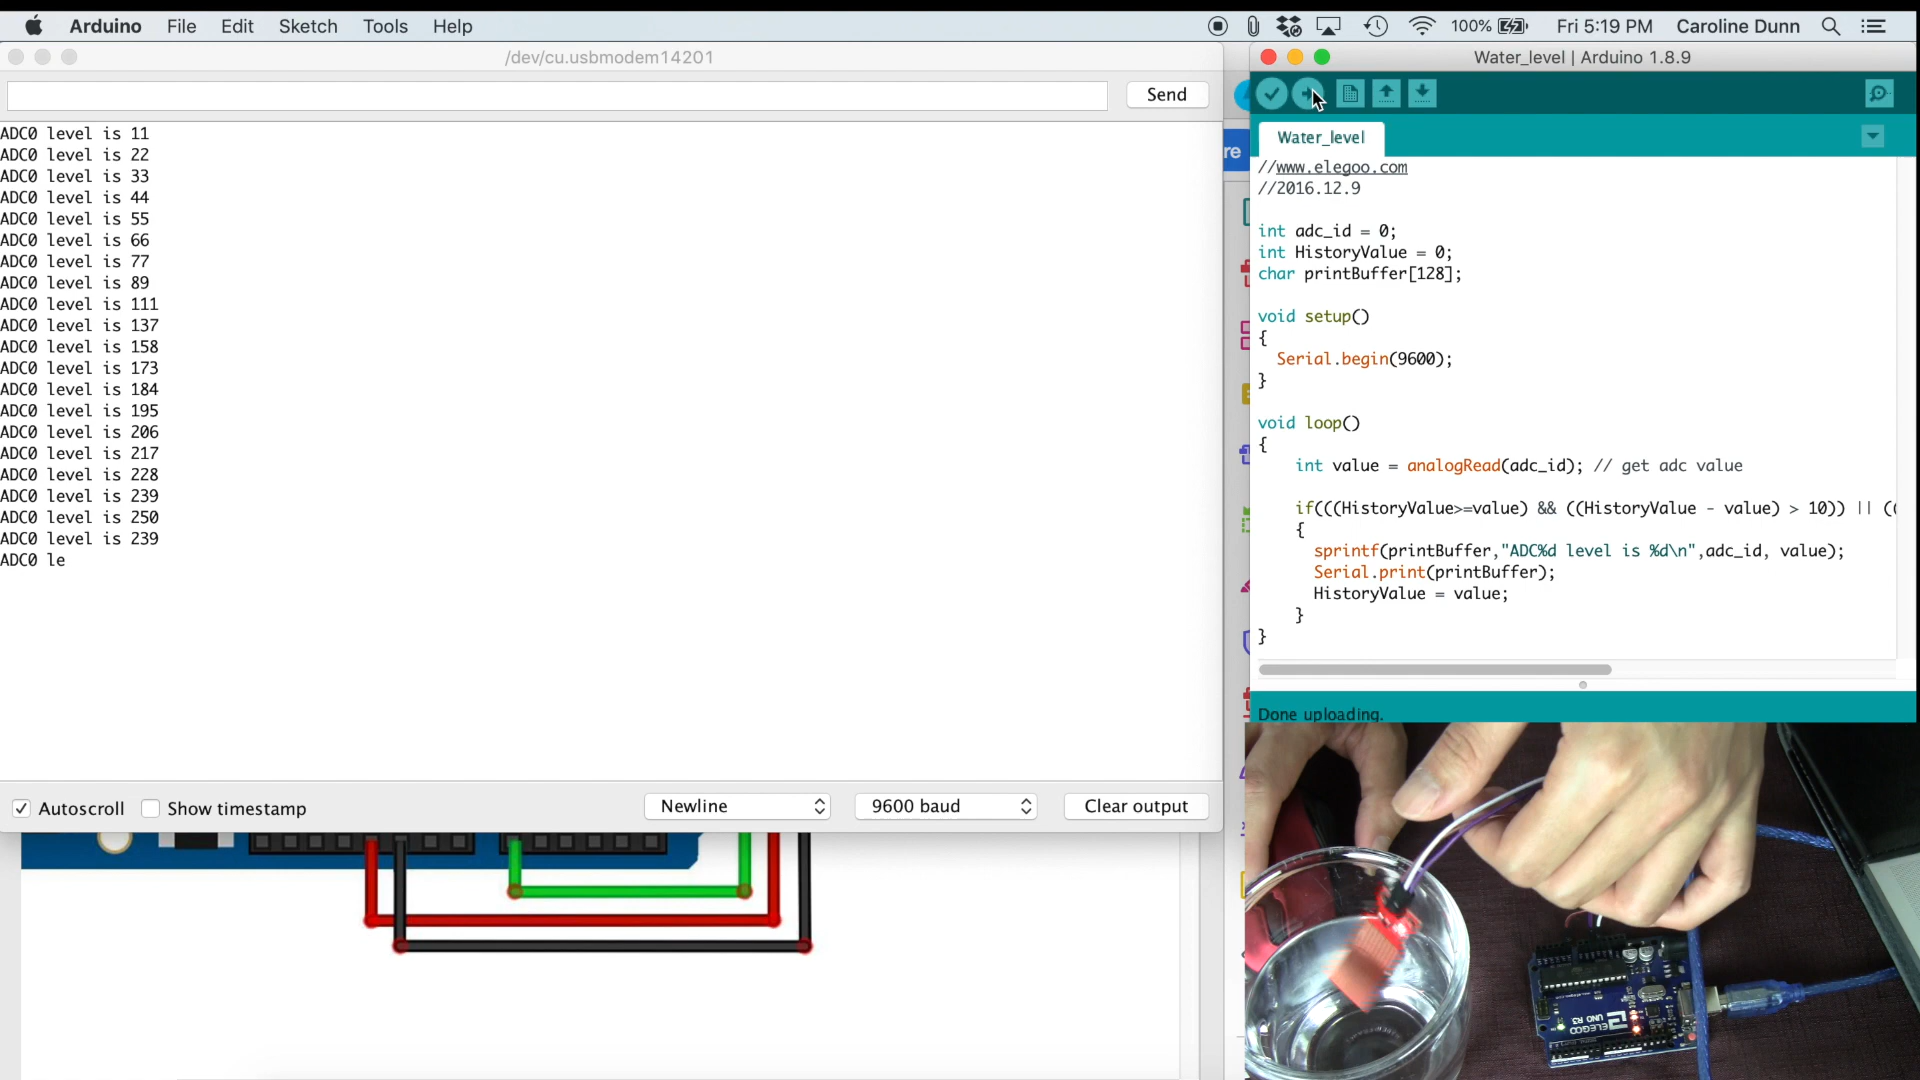 Arduino File Edit Sketch Tools Help
100% Fri 5:19 PM Caroline Dunn
/dev/cu.usbmodem14201
Send
ADC0 level is 11
ADC0 level is 22
ADC0 level is 33
ADC0 level is 44
ADC0 level is 55
ADC0 level is 66
ADC0 level is 77
ADC0 level is 89
ADC0 level is 111
ADC0 level is 137
ADC0 level is 158
ADC0 level is 173
ADC0 level is 184
ADC0 level is 195
ADC0 level is 206
ADC0 level is 217
ADC0 level is 228
ADC0 level is 239
ADC0 level is 250
ADC0 level is 239
ADC0 le
Autoscroll Show timestamp Newline 9600 baud Clear output
re
Water_level | Arduino 1.8.9
Water_level
//www.elegoo.com
//2016.12.9
int adc_id = 0;
int HistoryValue = 0;
char printBuffer[128];
void setup()
{
Serial.begin(9600);
}
void loop()
{
int value = analogRead(adc_id); // get adc value
if(((HistoryValue>=value) && ((HistoryValue - value) > 10)) || ((
{
sprintf(printBuffer,"ADC%d level is %d\n",adc_id, value);
Serial.print(printBuffer);
HistoryValue = value;
}
}
Done uploading.
ELEGOO
UNO R3